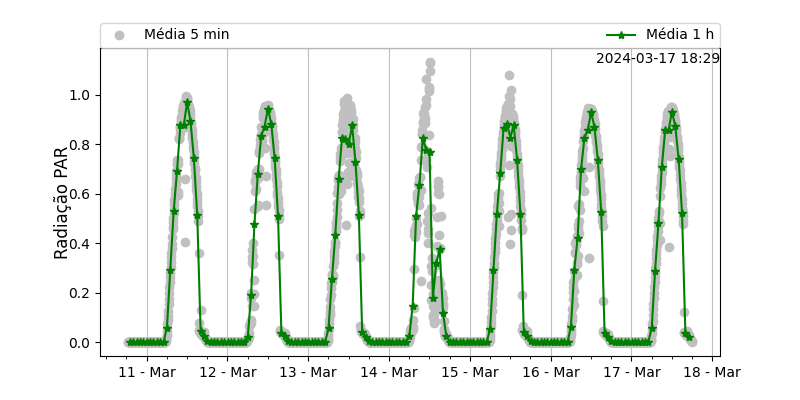 Média 5 min
Média 1 h
2024-03-17 18:29
Radiação PAR
1.0
0.8
0.6
0.4
0.2
0.0
11 - Mar
12 - Mar
13 - Mar
14 - Mar
15 - Mar
16 - Mar
17 - Mar
18 - Mar